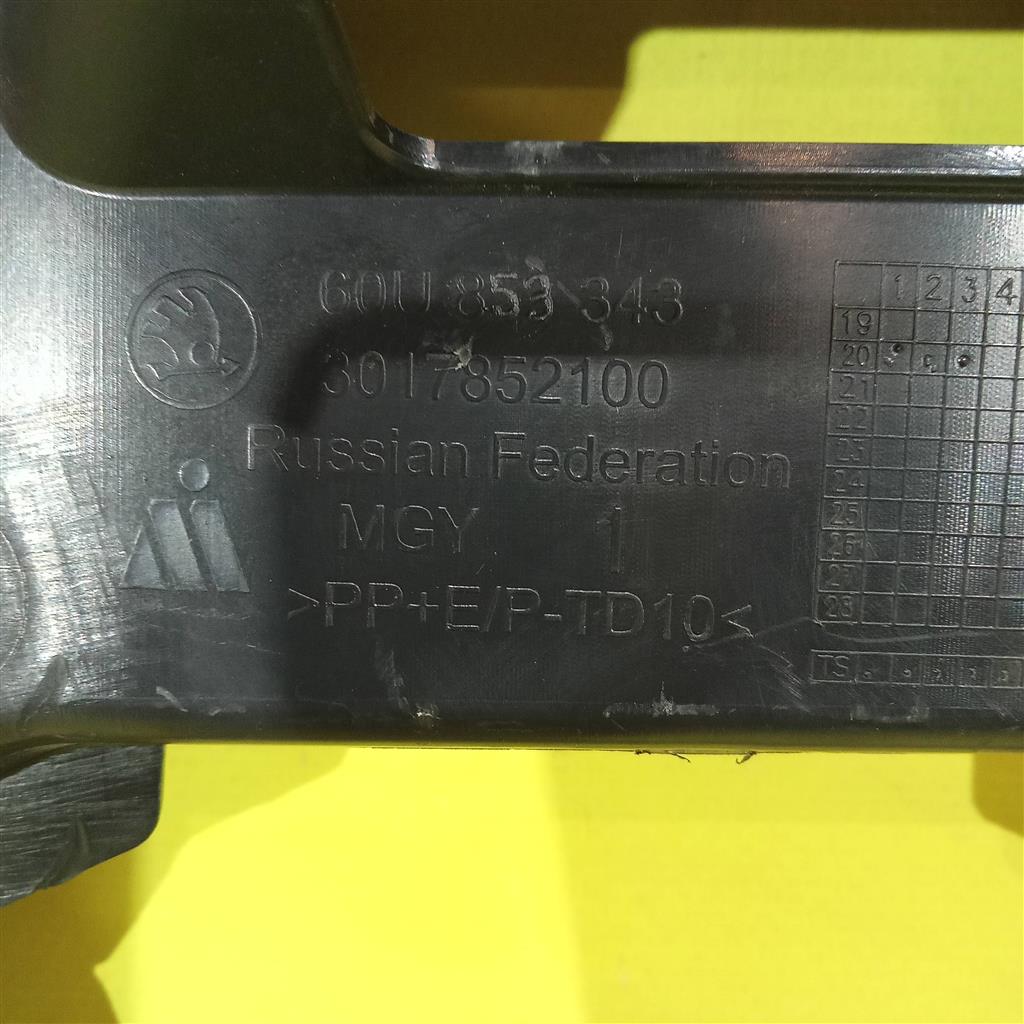 60U 853 343
3017852100
Russian Federation
MGY 1
>PP+E/P-TD10<
1 2 3 4
19
20
21
22
23
24
25
26
27
28
TS